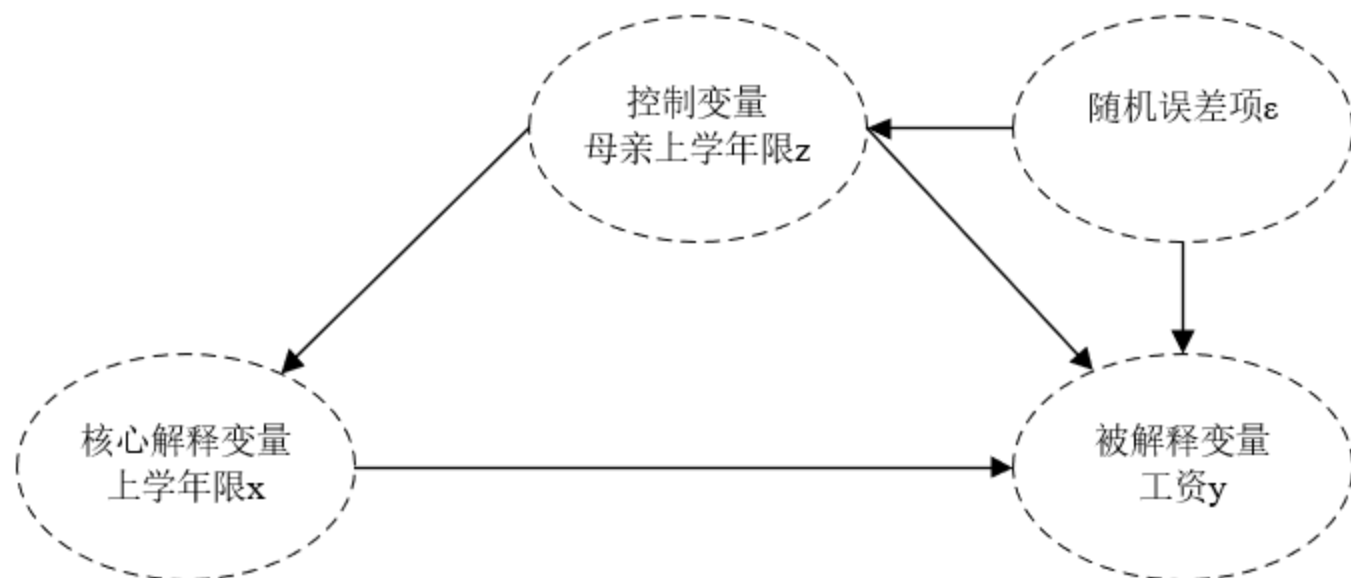 控制变量
母亲上学年限z
随机误差项ε
核心解释变量
上学年限x
被解释变量
工资y